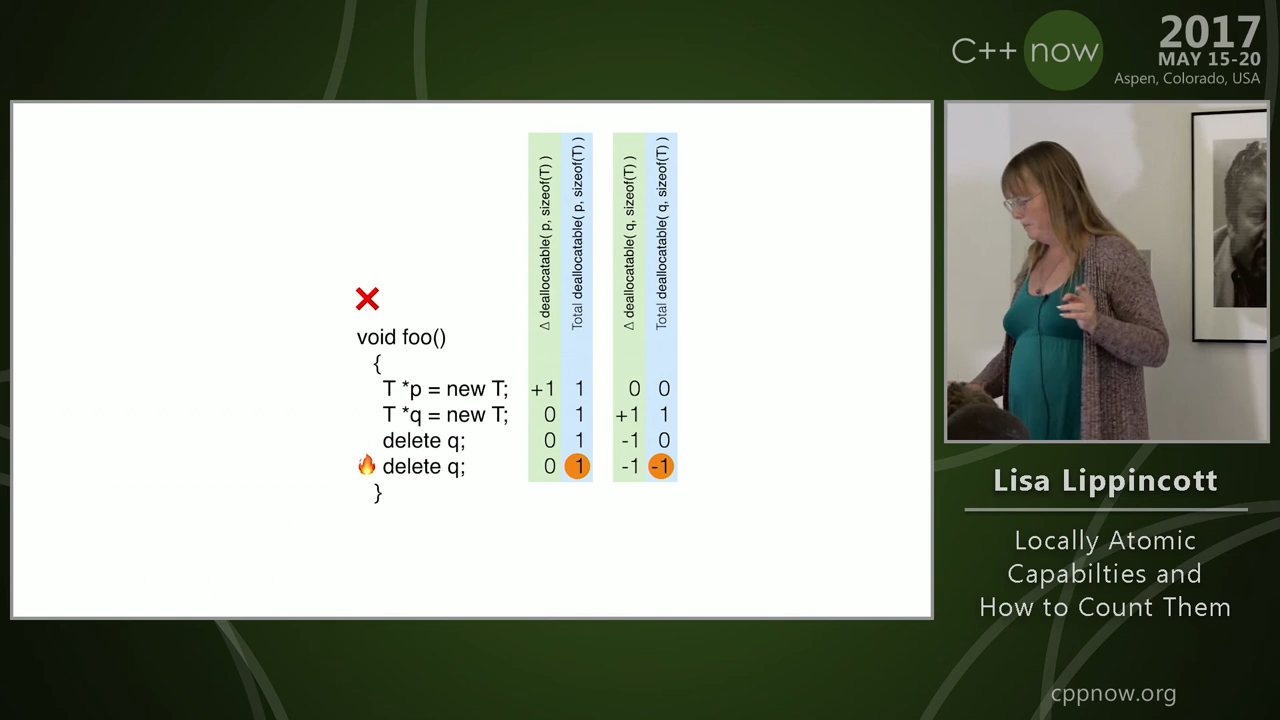 C++ now
2017
MAY 15-20
Aspen, Colorado, USA
Δ deallocatable( p, sizeof(T) )
Total deallocatable( p, sizeof(T) )
Δ deallocatable( q, sizeof(T) )
Total deallocatable( q, sizeof(T) )
void foo()
{
T *p = new T; +1 1 0 0
T *q = new T; 0 1 +1 1
delete q; 0 1 -1 0
delete q; 0 1 -1 -1
}
Lisa Lippincott
Locally Atomic
Capabilties and
How to Count Them
cppnow.org